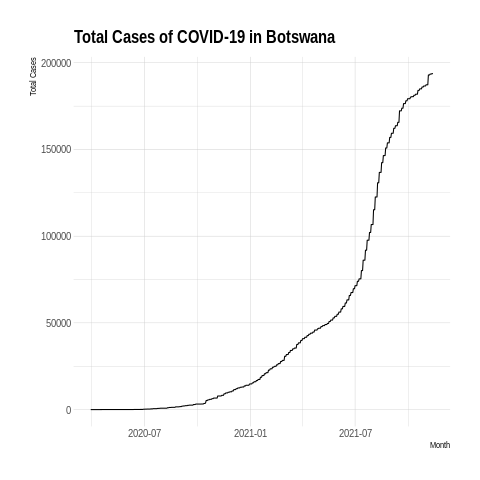 Total Cases of COVID-19 in Botswana
Total Cases
200000
150000
100000
50000
0
2020-07 2021-01 2021-07
Month